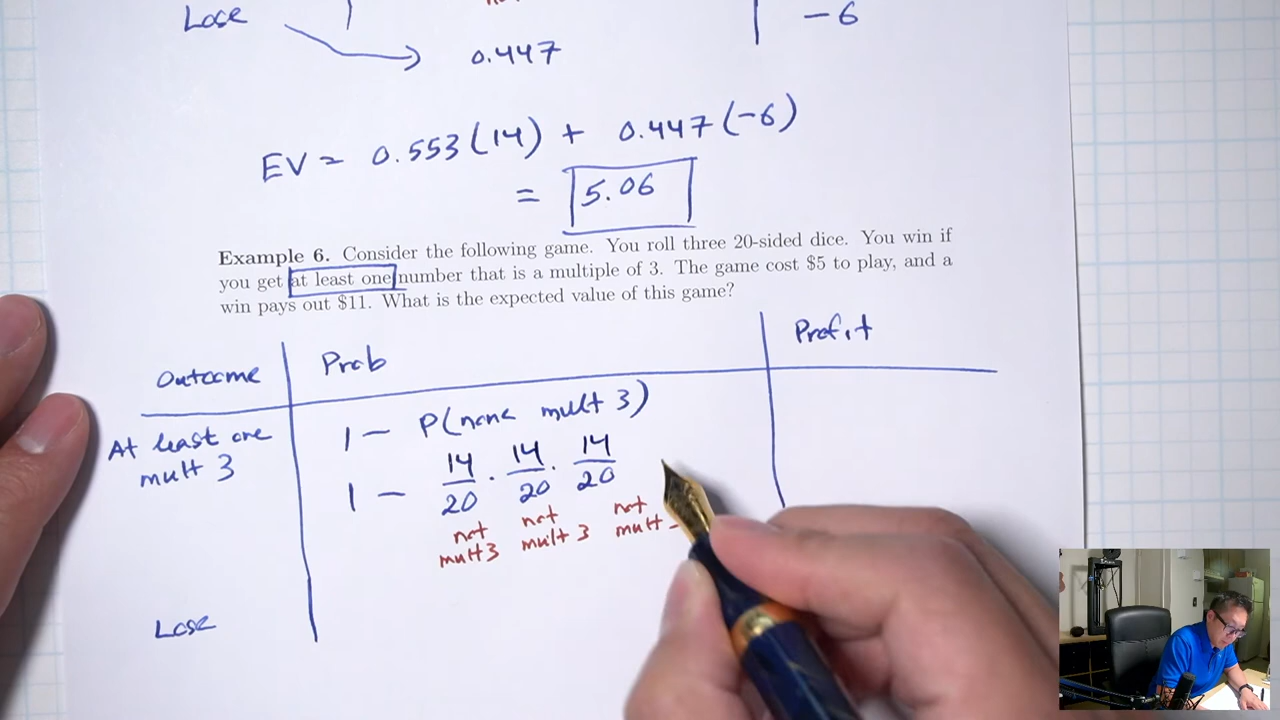 Lose
-6
0.447
EV = 0.553(14) + 0.447(-6)
= 5.06
Example 6. Consider the following game. You roll three 20-sided dice. You win if
you get at least one number that is a multiple of 3. The game cost $5 to play, and a
win pays out $11. What is the expected value of this game?
Outcome Prob Profit
At least one
mult 3
1 - P(none mult 3)
1 - 14/20 · 14/20 · 14/20
not not not
mult 3 mult 3 mult
Lose